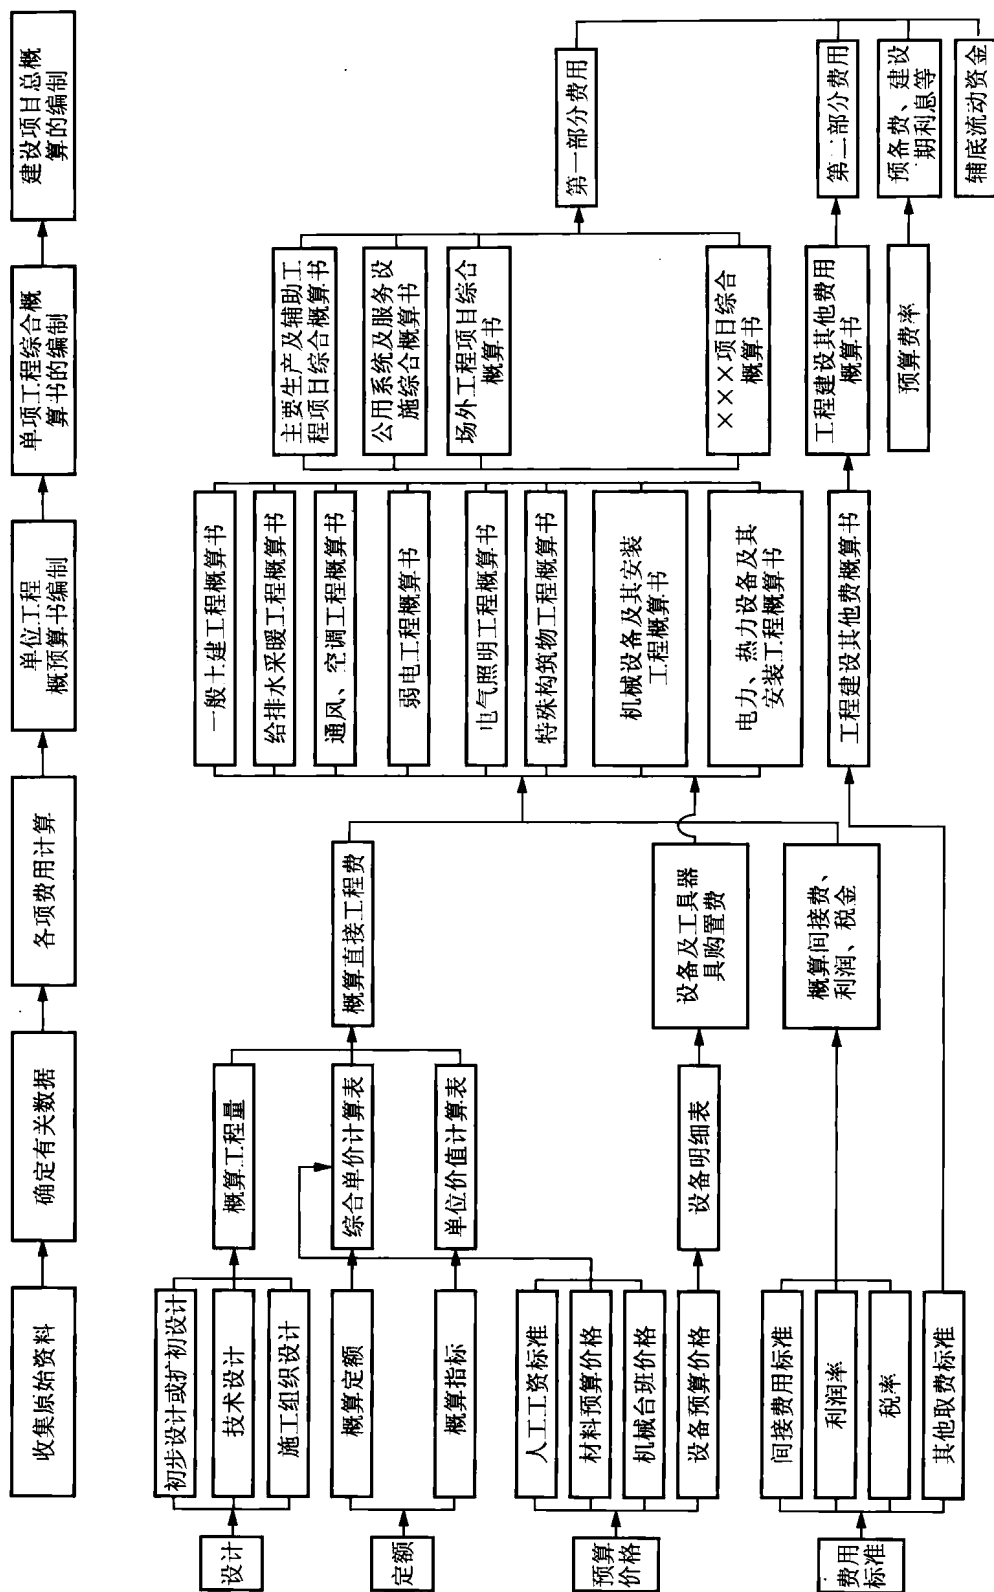 收集原始资料
确定有关数据
各项费用计算
单位工程
概预算书编制
单项工程综合概
算书的编制
建设项目总概
算的编制
设计
初步设计或扩初设计
技术设计
施工组织设计
定额
概算定额
概算指标
预算
价格
人工工资标准
材料预算价格
机械台班价格
设备预算价格
费用
标准
间接费用标准
利润率
税率
其他取费标准
概算工程量
综合单价计算表
单位价值计算表
设备明细表
概算直接工程费
设备及工具器
具购置费
概算间接费、
利润、税金
一般土建工程概算书
给排水采暖工程概算书
通风、空调工程概算书
弱电工程概算书
电气照明工程概算书
特殊构筑物工程概算书
机械设备及其安装
工程概算书
电力、热力设备及其
安装工程概算书
工程建设其他费概算书
主要生产及辅助工
程项目综合概算书
公用系统及服务设
施综合概算书
场外工程项目综合
概算书
×××项目综合
概算书
工程建设其他费用
概算书
预算费率
第一部分费用
第二部分费用
预备费、建设
期利息等
辅底流动资金